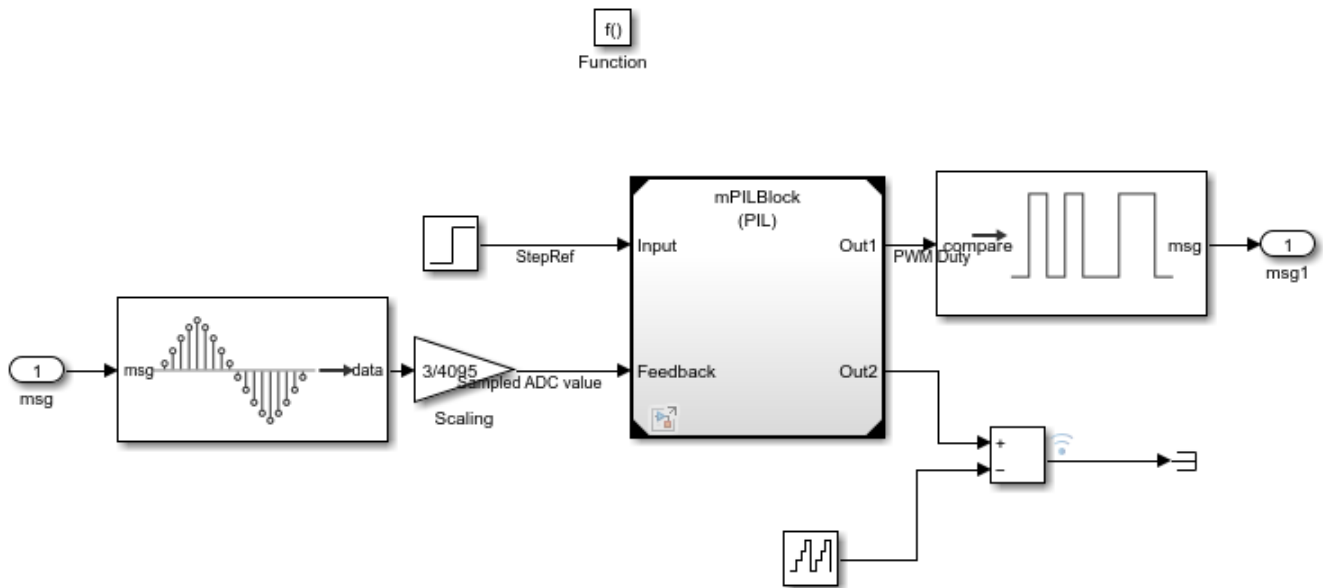 f()
Function
mPILBlock
(PIL)
Input
Out1
StepRef
PWM Duty
compare
msg
1
msg1
1
msg
msg
data
3/4095
Sampled ADC value
Scaling
Feedback
Out2
+
−